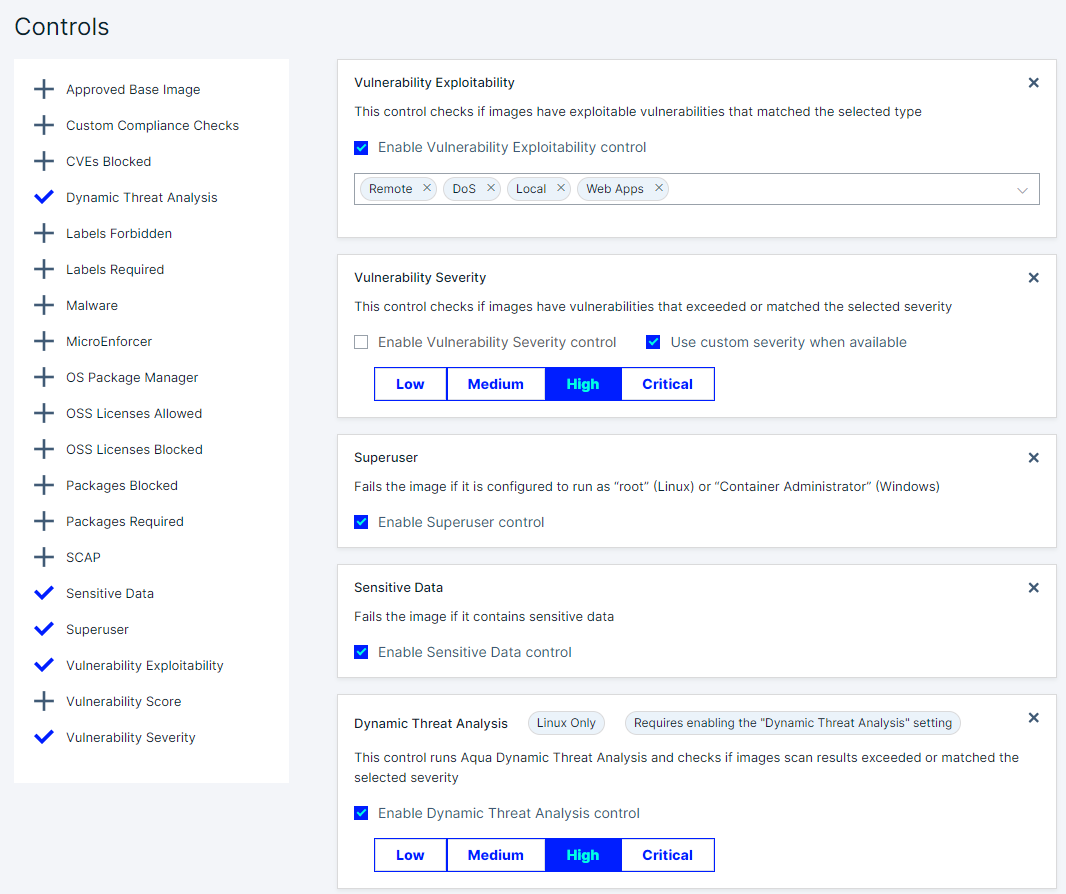 Controls
Approved Base Image
Custom Compliance Checks
CVEs Blocked
Dynamic Threat Analysis
Labels Forbidden
Labels Required
Malware
MicroEnforcer
OS Package Manager
OSS Licenses Allowed
OSS Licenses Blocked
Packages Blocked
Packages Required
SCAP
Sensitive Data
Superuser
Vulnerability Exploitability
Vulnerability Score
Vulnerability Severity
Vulnerability Exploitability
This control checks if images have exploitable vulnerabilities that matched the selected type
Enable Vulnerability Exploitability control
Remote DoS Local Web Apps
Vulnerability Severity
This control checks if images have vulnerabilities that exceeded or matched the selected severity
Enable Vulnerability Severity control Use custom severity when available
Low Medium High Critical
Superuser
Fails the image if it is configured to run as “root” (Linux) or “Container Administrator” (Windows)
Enable Superuser control
Sensitive Data
Fails the image if it contains sensitive data
Enable Sensitive Data control
Dynamic Threat Analysis Linux Only Requires enabling the "Dynamic Threat Analysis" setting
This control runs Aqua Dynamic Threat Analysis and checks if images scan results exceeded or matched the
selected severity
Enable Dynamic Threat Analysis control
Low Medium High Critical